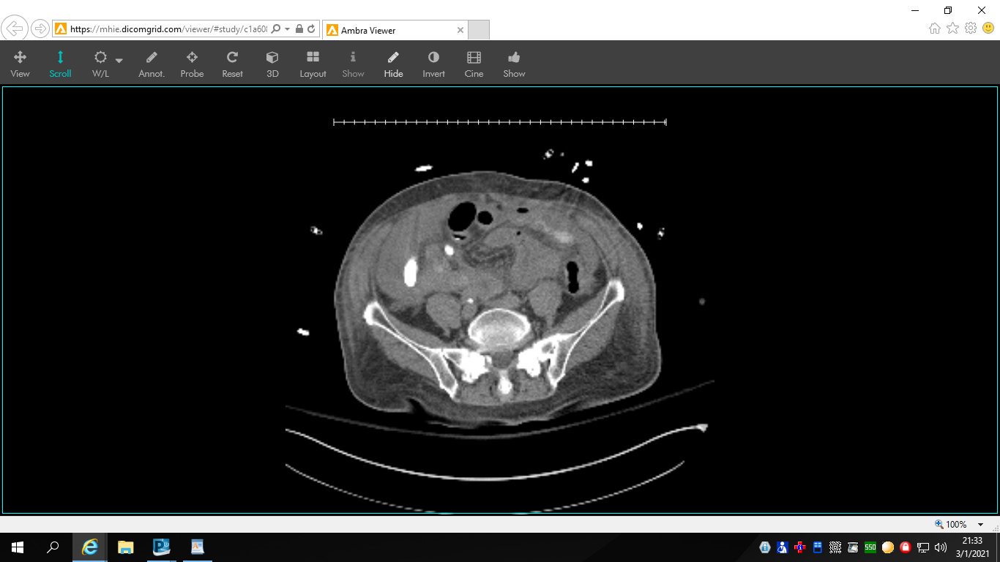 https://mhie.dicomgrid.com/viewer/#study/c1a60
Ambra Viewer
View
Scroll
W/L
Annot.
Probe
Reset
3D
Layout
Show
Hide
Invert
Cine
Show
100%
550
21:33
3/1/2021